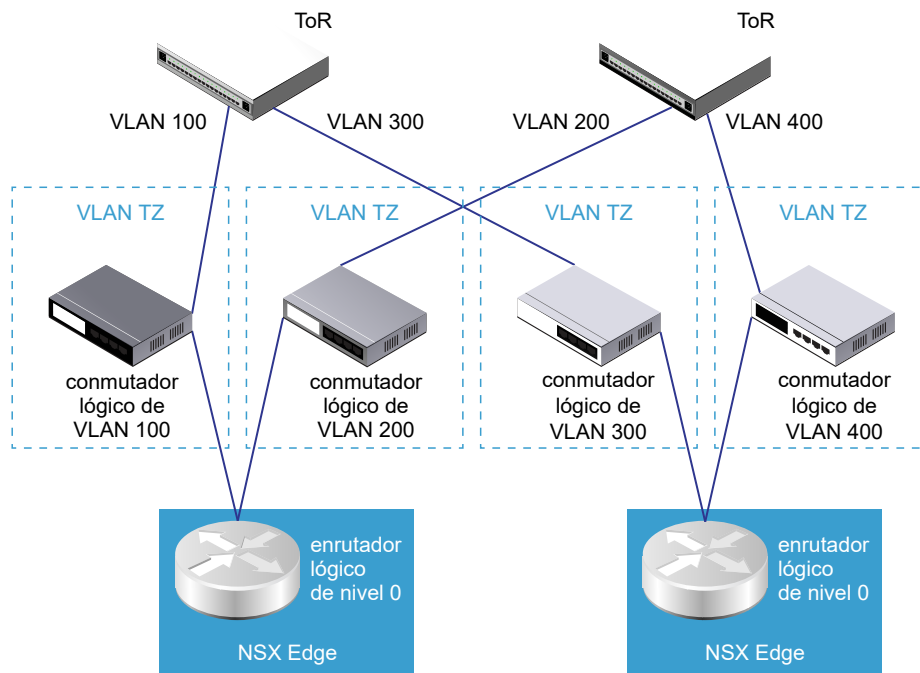 ToR
ToR
VLAN 100
VLAN 300
VLAN 200
VLAN 400
VLAN TZ
VLAN TZ
VLAN TZ
VLAN TZ
conmutador
lógico de
VLAN 100
conmutador
lógico de
VLAN 200
conmutador
lógico de
VLAN 300
conmutador
lógico de
VLAN 400
enrutador
lógico
de nivel 0
NSX Edge
enrutador
lógico
de nivel 0
NSX Edge